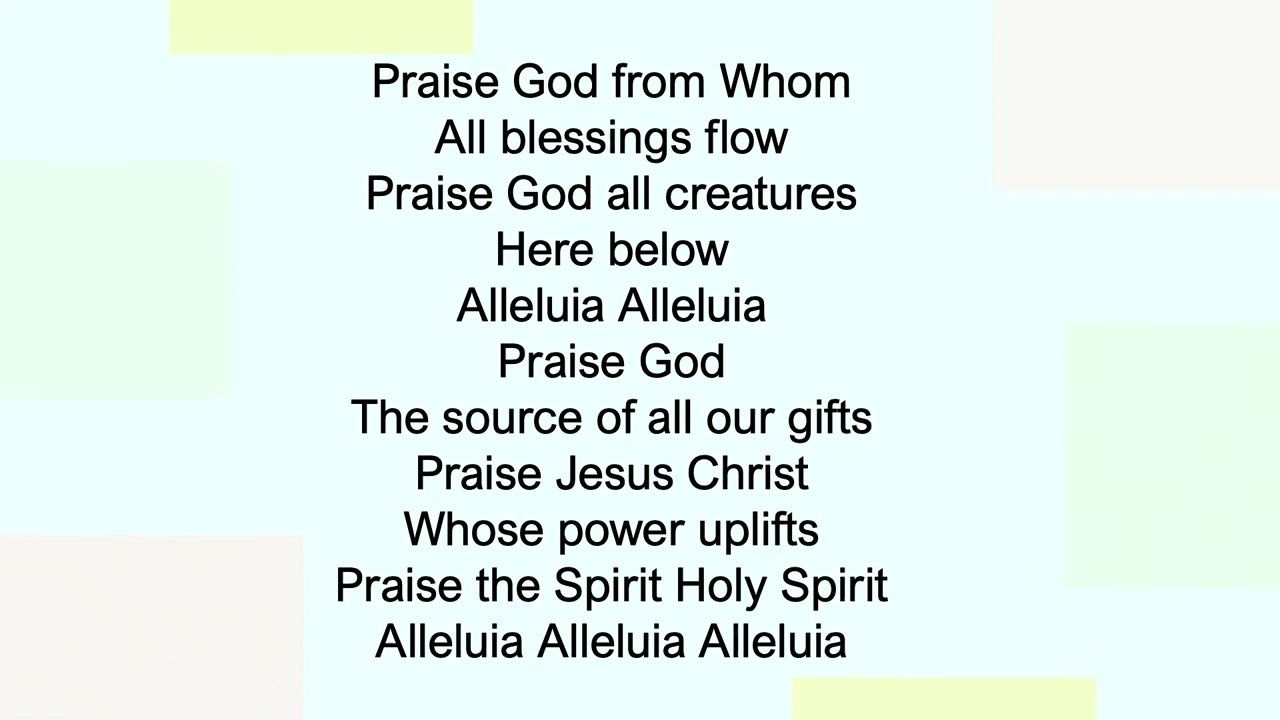 Praise God from Whom
All blessings flow
Praise God all creatures
Here below
Alleluia Alleluia
Praise God
The source of all our gifts
Praise Jesus Christ
Whose power uplifts
Praise the Spirit Holy Spirit
Alleluia Alleluia Alleluia